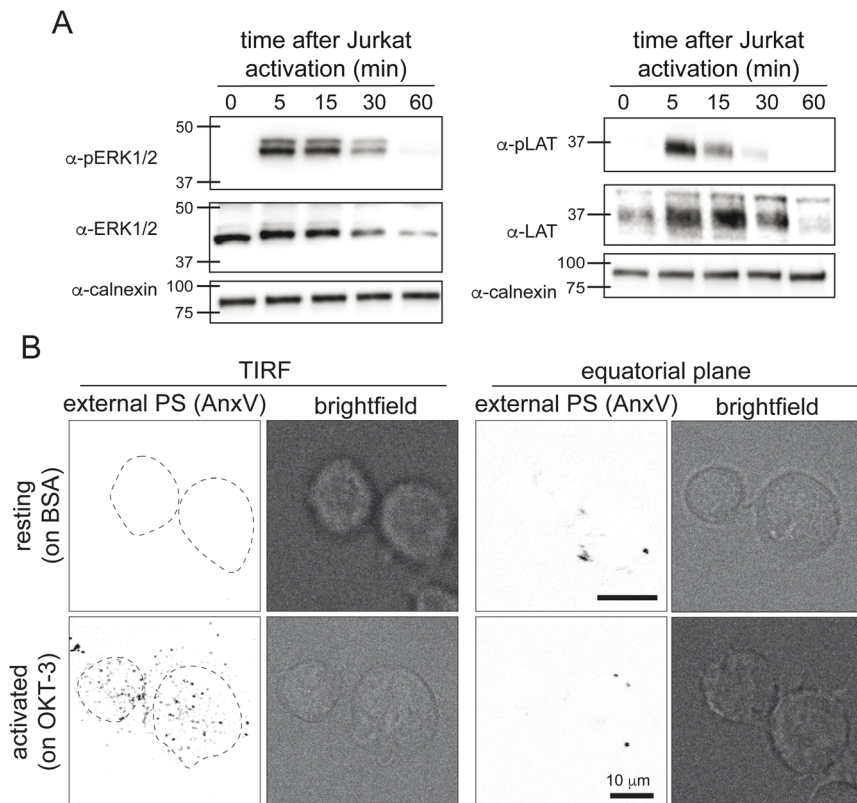 A
time after Jurkat
activation (min)
0 5 15 30 60
50
α-pERK1/2
37
50
α-ERK1/2
37
α-calnexin
100
75
time after Jurkat
activation (min)
0 5 15 30 60
α-pLAT
37
37
α-LAT
100
α-calnexin
75
B
TIRF
equatorial plane
external PS (AnxV)
brightfield
external PS (AnxV)
brightfield
resting
(on BSA)
activated
(on OKT-3)
10 μm